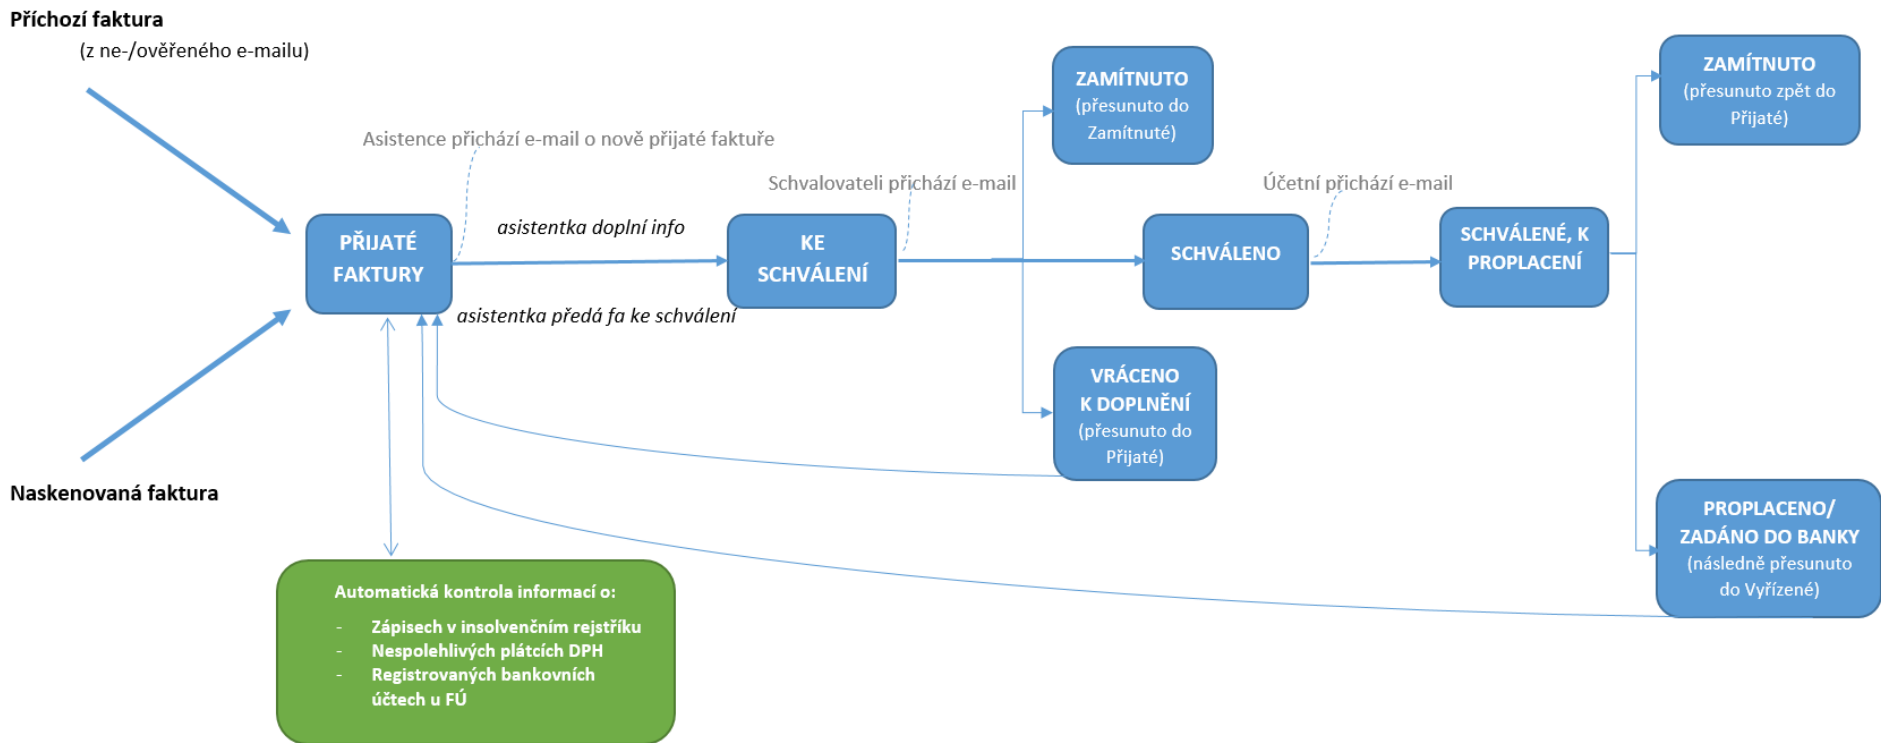 Příchozí faktura
(z ne-/ověřeného e-mailu)
Asistence přichází e-mail o nově přijaté faktuře
PŘIJATÉ
FAKTURY
asistentka doplní info
asistentka předá fa ke schválení
Schvalovateli přichází e-mail
KE
SCHVÁLENÍ
ZAMÍTNUTO
(přesunuto do
Zamítnuté)
SCHVÁLENO
VRÁCENO
K DOPLNĚNÍ
(přesunuto do
Přijaté)
Účetní přichází e-mail
SCHVÁLENÉ, K
PROPLACENÍ
ZAMÍTNUTO
(přesunuto zpět do
Přijaté)
PROPLACENO/
ZADÁNO DO BANKY
(následně přesunuto
do Vyřízené)
Naskenovaná faktura
Automatická kontrola informací o:
- Zápisech v insolvenčním rejstříku
- Nespolehlivých plátcích DPH
- Registrovaných bankovních
účtech u FÚ